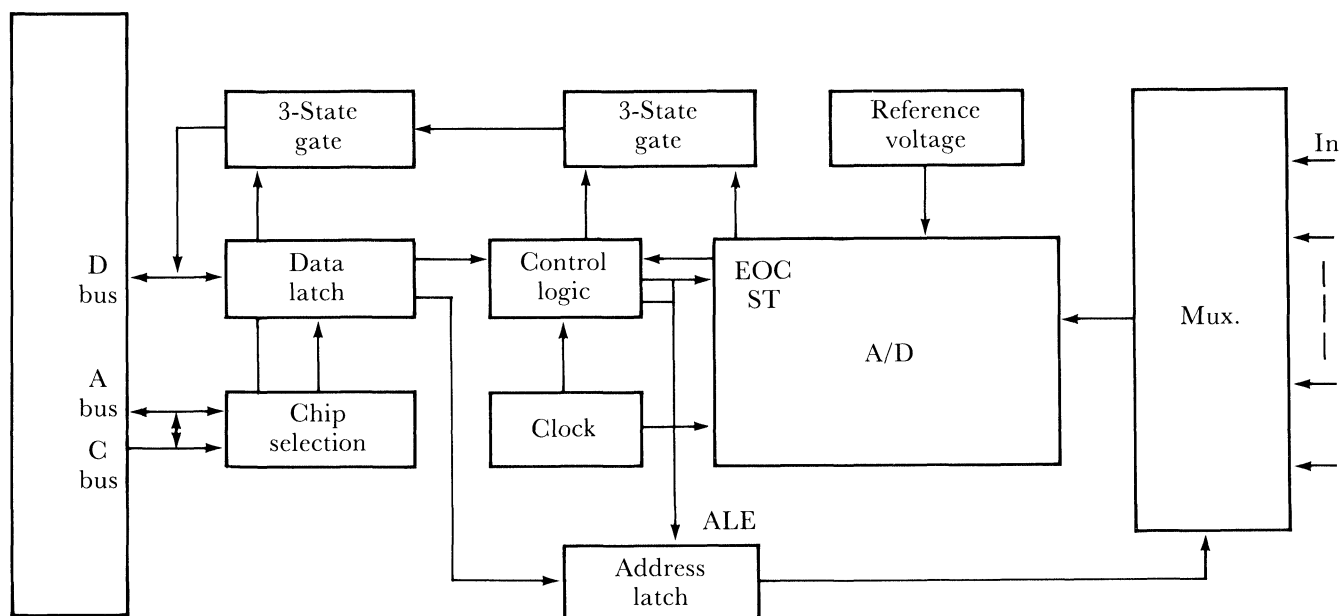 3-State
gate
3-State
gate
Reference
voltage
In
D
bus
Data
latch
Control
logic
EOC
ST
A/D
Mux.
A
bus
C
bus
Chip
selection
Clock
ALE
Address
latch